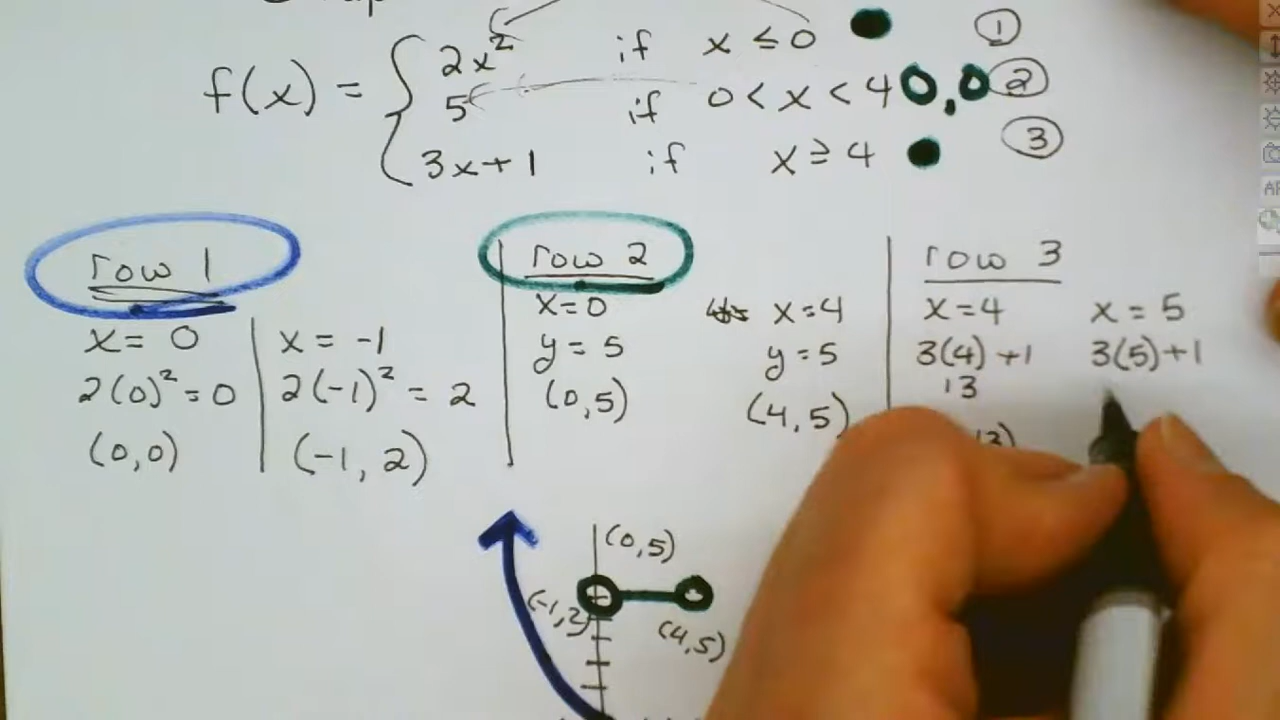 f(x) = { 2x² if x ≤ 0 ①
5 if 0 < x < 4 O,O ②
3x+1 if x ≥ 4 ③
row 1
x = 0
2(0)² = 0
(0,0)
x = -1
2(-1)² = 2
(-1, 2)
row 2
x=0
y = 5
(0,5)
x=4
y=5
(4,5)
row 3
x=4
3(4) +1
13
3)
x = 5
3(5)+1
(0,5)
(-1,2)
(4,5)